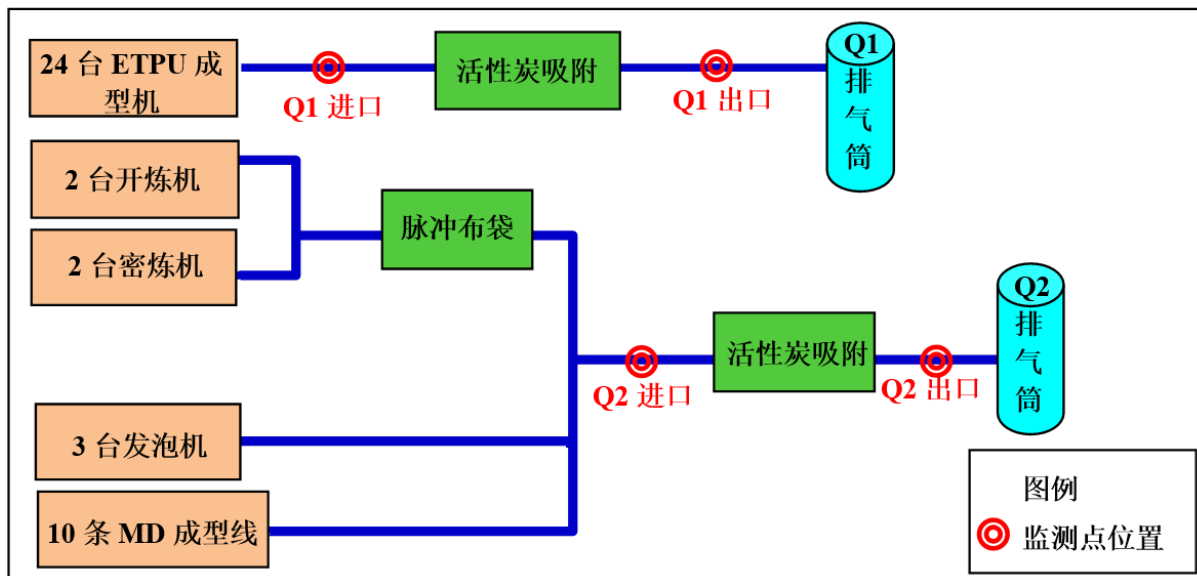 24 台 ETPU 成
型机
活性炭吸附
Q1
排
气
筒
Q1 进口
Q1 出口
2 台开炼机
脉冲布袋
2 台密炼机
Q2
排
气
筒
活性炭吸附
Q2 进口
Q2 出口
3 台发泡机
10 条 MD 成型线
图例
监测点位置